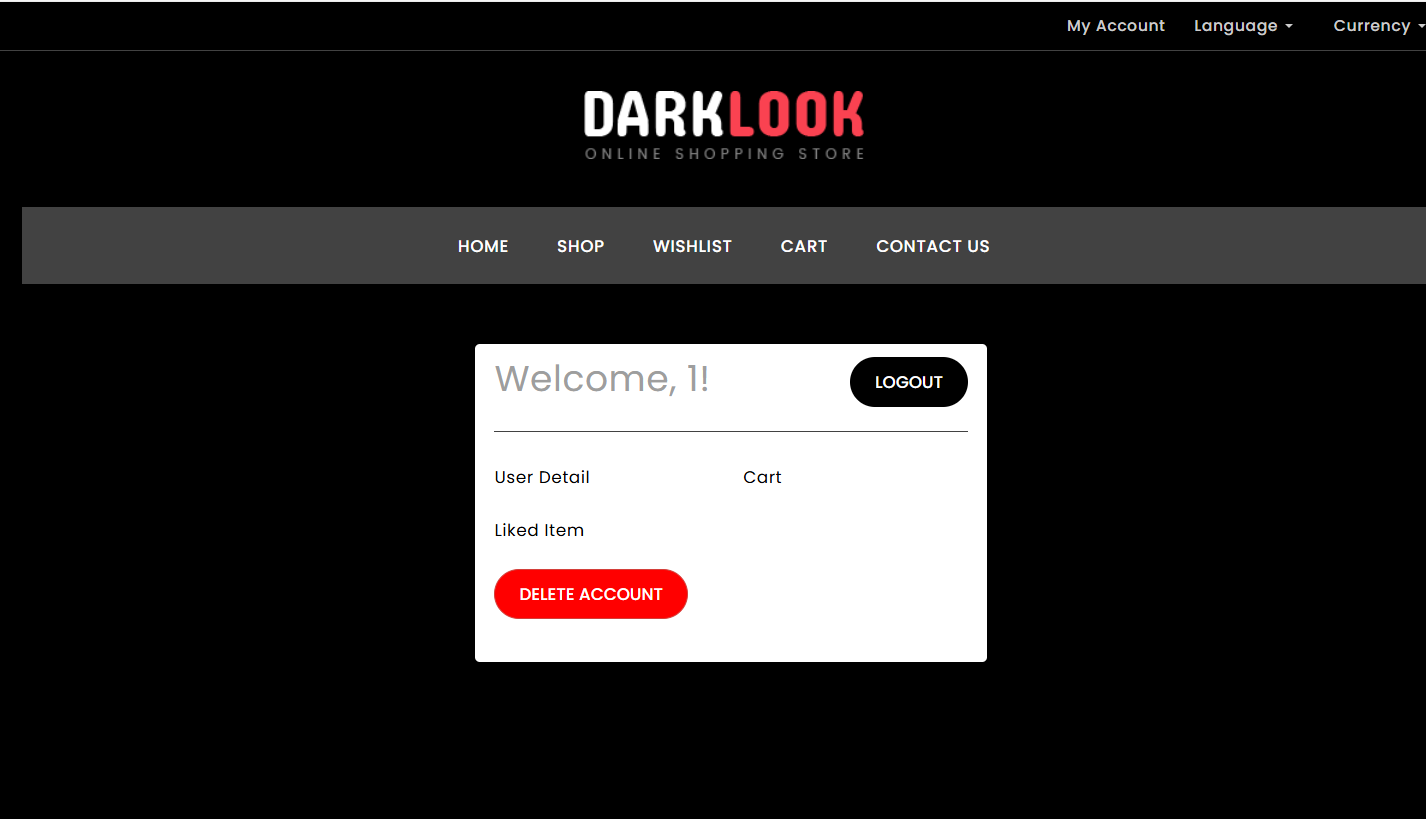 My Account Language Currency
DARKLOOK
ONLINE SHOPPING STORE
HOME SHOP WISHLIST CART CONTACT US
Welcome, 1! LOGOUT
User Detail Cart
Liked Item
DELETE ACCOUNT